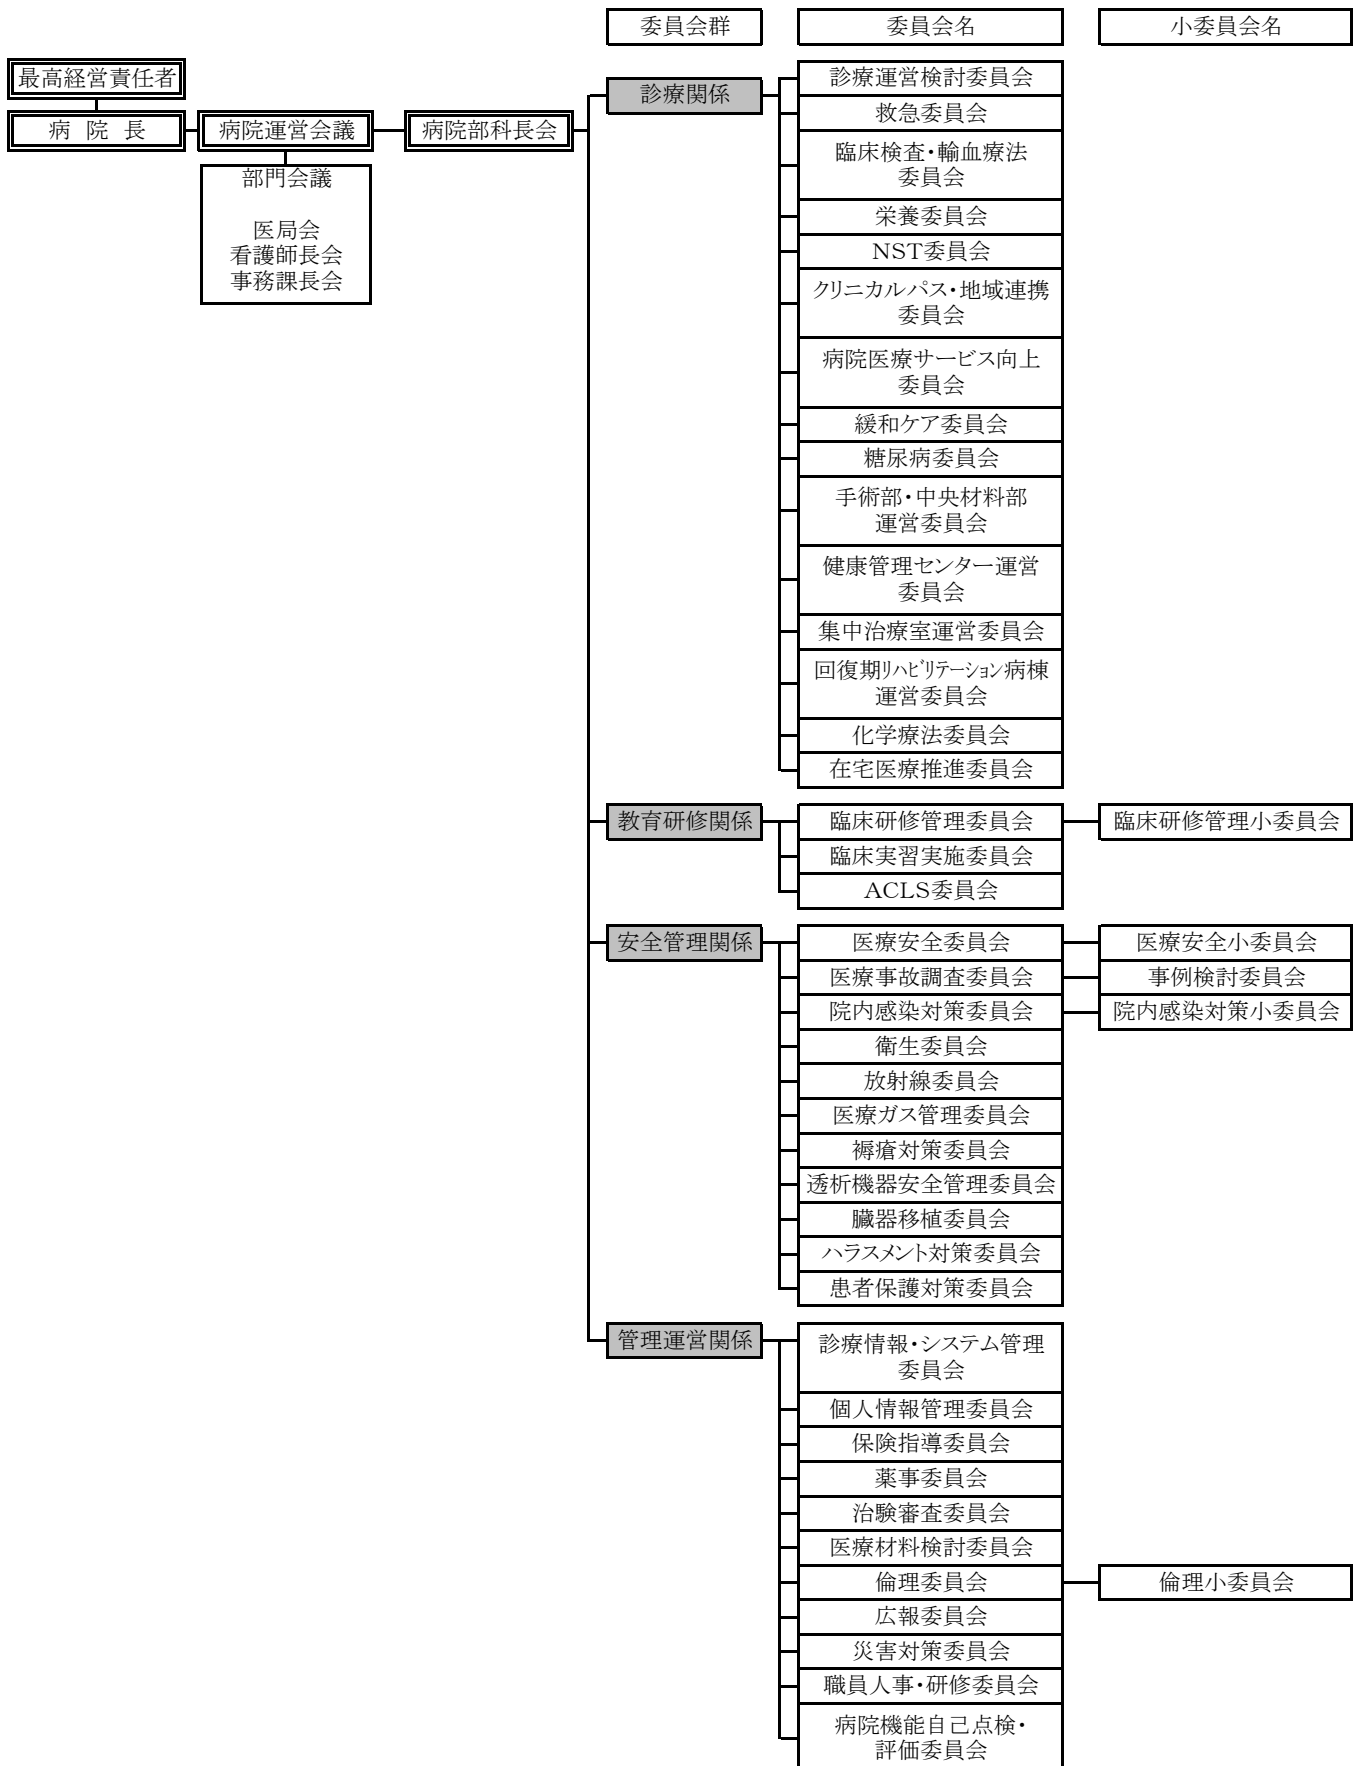 委員会群
委員会名
小委員会名
最高経営責任者
病 院 長
病院運営会議
病院部科長会
部門会議
医局会
看護師長会
事務課長会
診療関係
診療運営検討委員会
救急委員会
臨床検査・輸血療法
委員会
栄養委員会
NST委員会
クリニカルパス・地域連携
委員会
病院医療サービス向上
委員会
緩和ケア委員会
糖尿病委員会
手術部・中央材料部
運営委員会
健康管理センター運営
委員会
集中治療室運営委員会
回復期ﾘﾊﾋﾞﾘﾃｰｼｮﾝ病棟
運営委員会
化学療法委員会
在宅医療推進委員会
教育研修関係
臨床研修管理委員会
臨床研修管理小委員会
臨床実習実施委員会
ACLS委員会
安全管理関係
医療安全委員会
医療安全小委員会
医療事故調査委員会
事例検討委員会
院内感染対策委員会
院内感染対策小委員会
衛生委員会
放射線委員会
医療ガス管理委員会
褥瘡対策委員会
透析機器安全管理委員会
臓器移植委員会
ハラスメント対策委員会
患者保護対策委員会
管理運営関係
診療情報・システム管理
委員会
個人情報管理委員会
保険指導委員会
薬事委員会
治験審査委員会
医療材料検討委員会
倫理委員会
倫理小委員会
広報委員会
災害対策委員会
職員人事・研修委員会
病院機能自己点検・
評価委員会